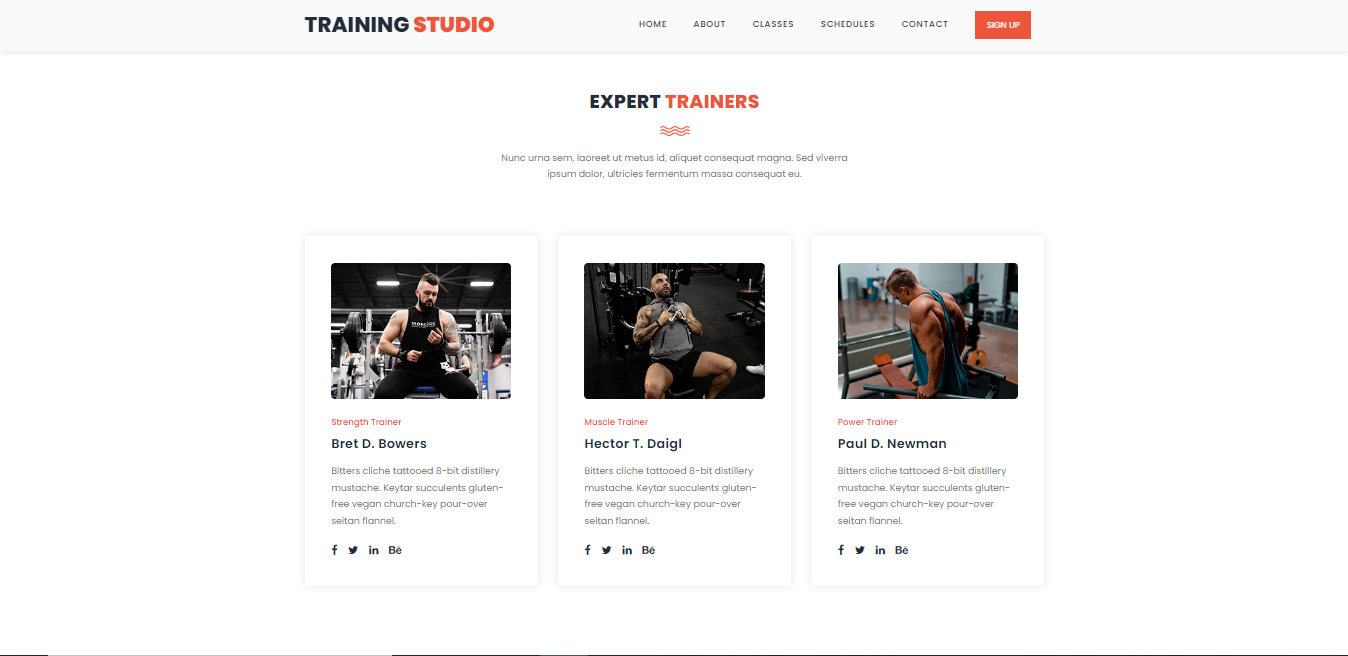 TRAINING STUDIO
HOME ABOUT CLASSES SCHEDULES CONTACT SIGN UP
EXPERT TRAINERS
Nunc urna sem, laoreet ut metus id, aliquet consequat magna. Sed viverra
ipsum dolor, ultricies fermentum massa consequat eu.
Strength Trainer
Bret D. Bowers
Bitters cliche tattooed 8-bit distillery
mustache. Keytar succulents gluten-
free vegan church-key pour-over
seitan flannel.
Bē
Muscle Trainer
Hector T. Daigl
Bitters cliche tattooed 8-bit distillery
mustache. Keytar succulents gluten-
free vegan church-key pour-over
seitan flannel.
Bē
Power Trainer
Paul D. Newman
Bitters cliche tattooed 8-bit distillery
mustache. Keytar succulents gluten-
free vegan church-key pour-over
seitan flannel.
Bē